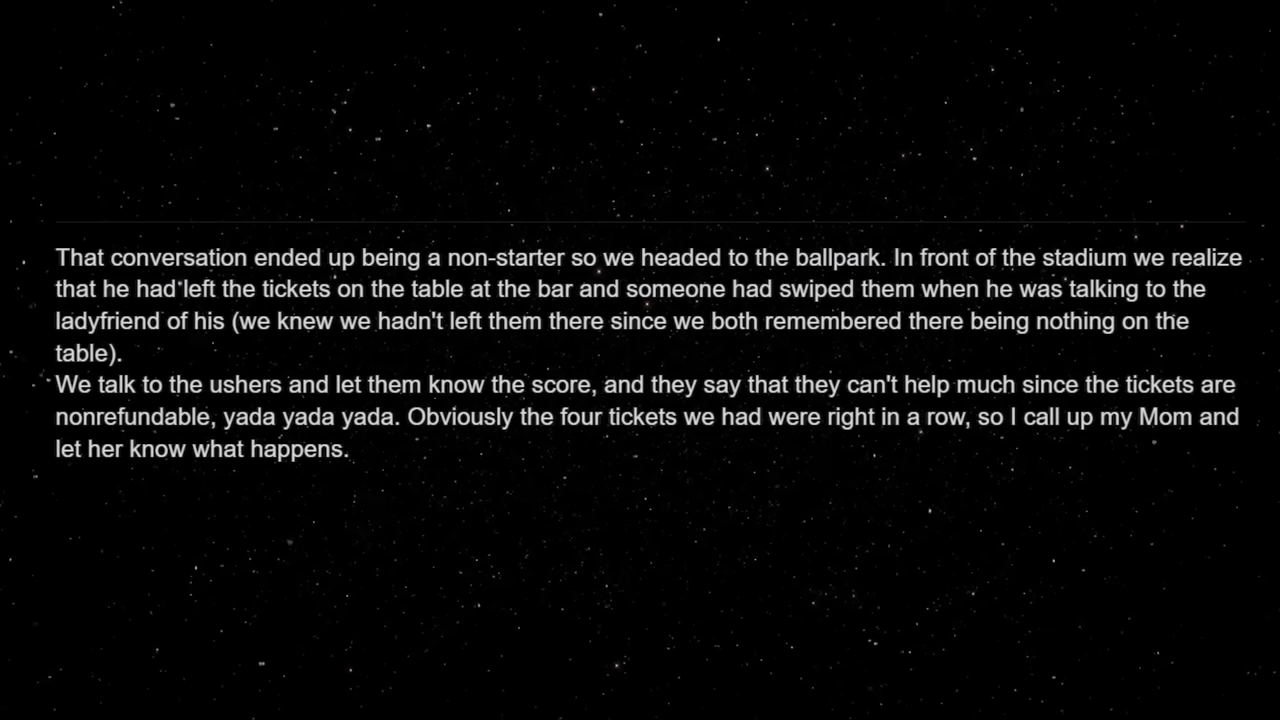 That conversation ended up being a non-starter so we headed to the ballpark. In front of the stadium we realize
that he had left the tickets on the table at the bar and someone had swiped them when he was talking to the
ladyfriend of his (we knew we hadn't left them there since we both remembered there being nothing on the
table).
We talk to the ushers and let them know the score, and they say that they can't help much since the tickets are
nonrefundable, yada yada yada. Obviously the four tickets we had were right in a row, so I call up my Mom and
let her know what happens.